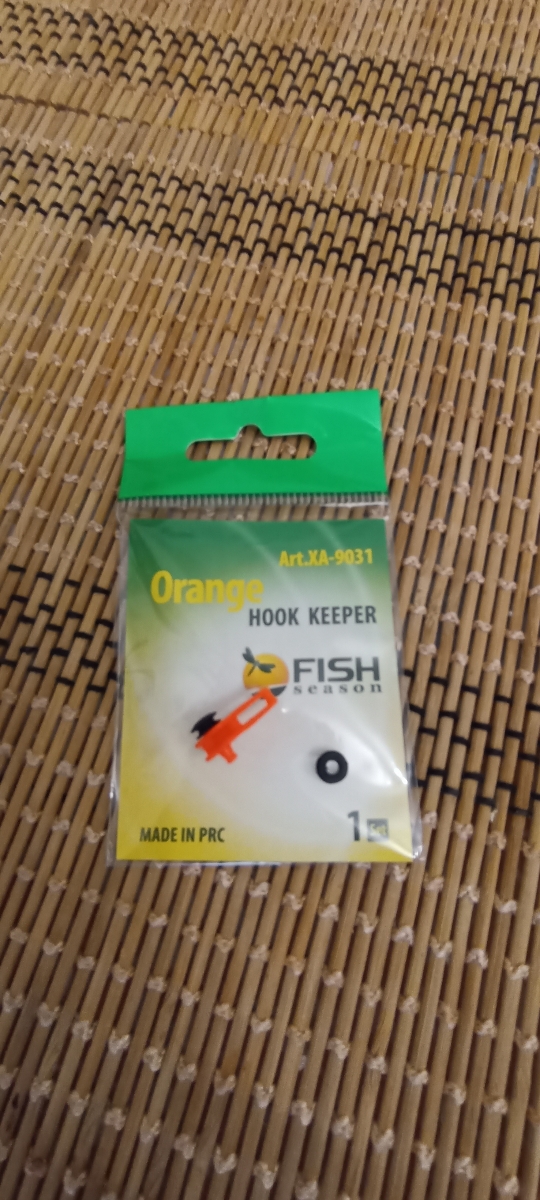 Art.XA-9031
Orange
HOOK KEEPER
FISH
season
MADE IN PRC
1